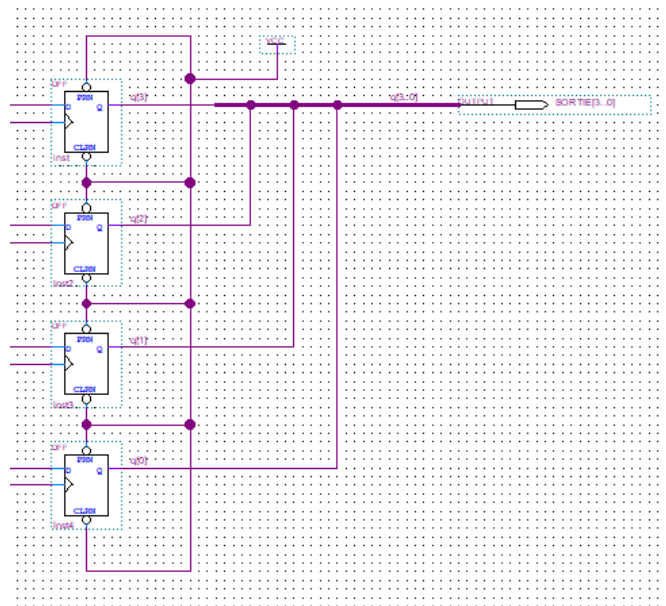 VCC
DFF
PRN
q[3]
q[3..0]
OUTPUT
SORTIE[3..0]
D
Q
CLRN
inst
DFF
PRN
q[2]
D
Q
CLRN
inst2
DFF
PRN
q[1]
D
Q
CLRN
inst3
DFF
PRN
q[0]
D
Q
CLRN
inst4